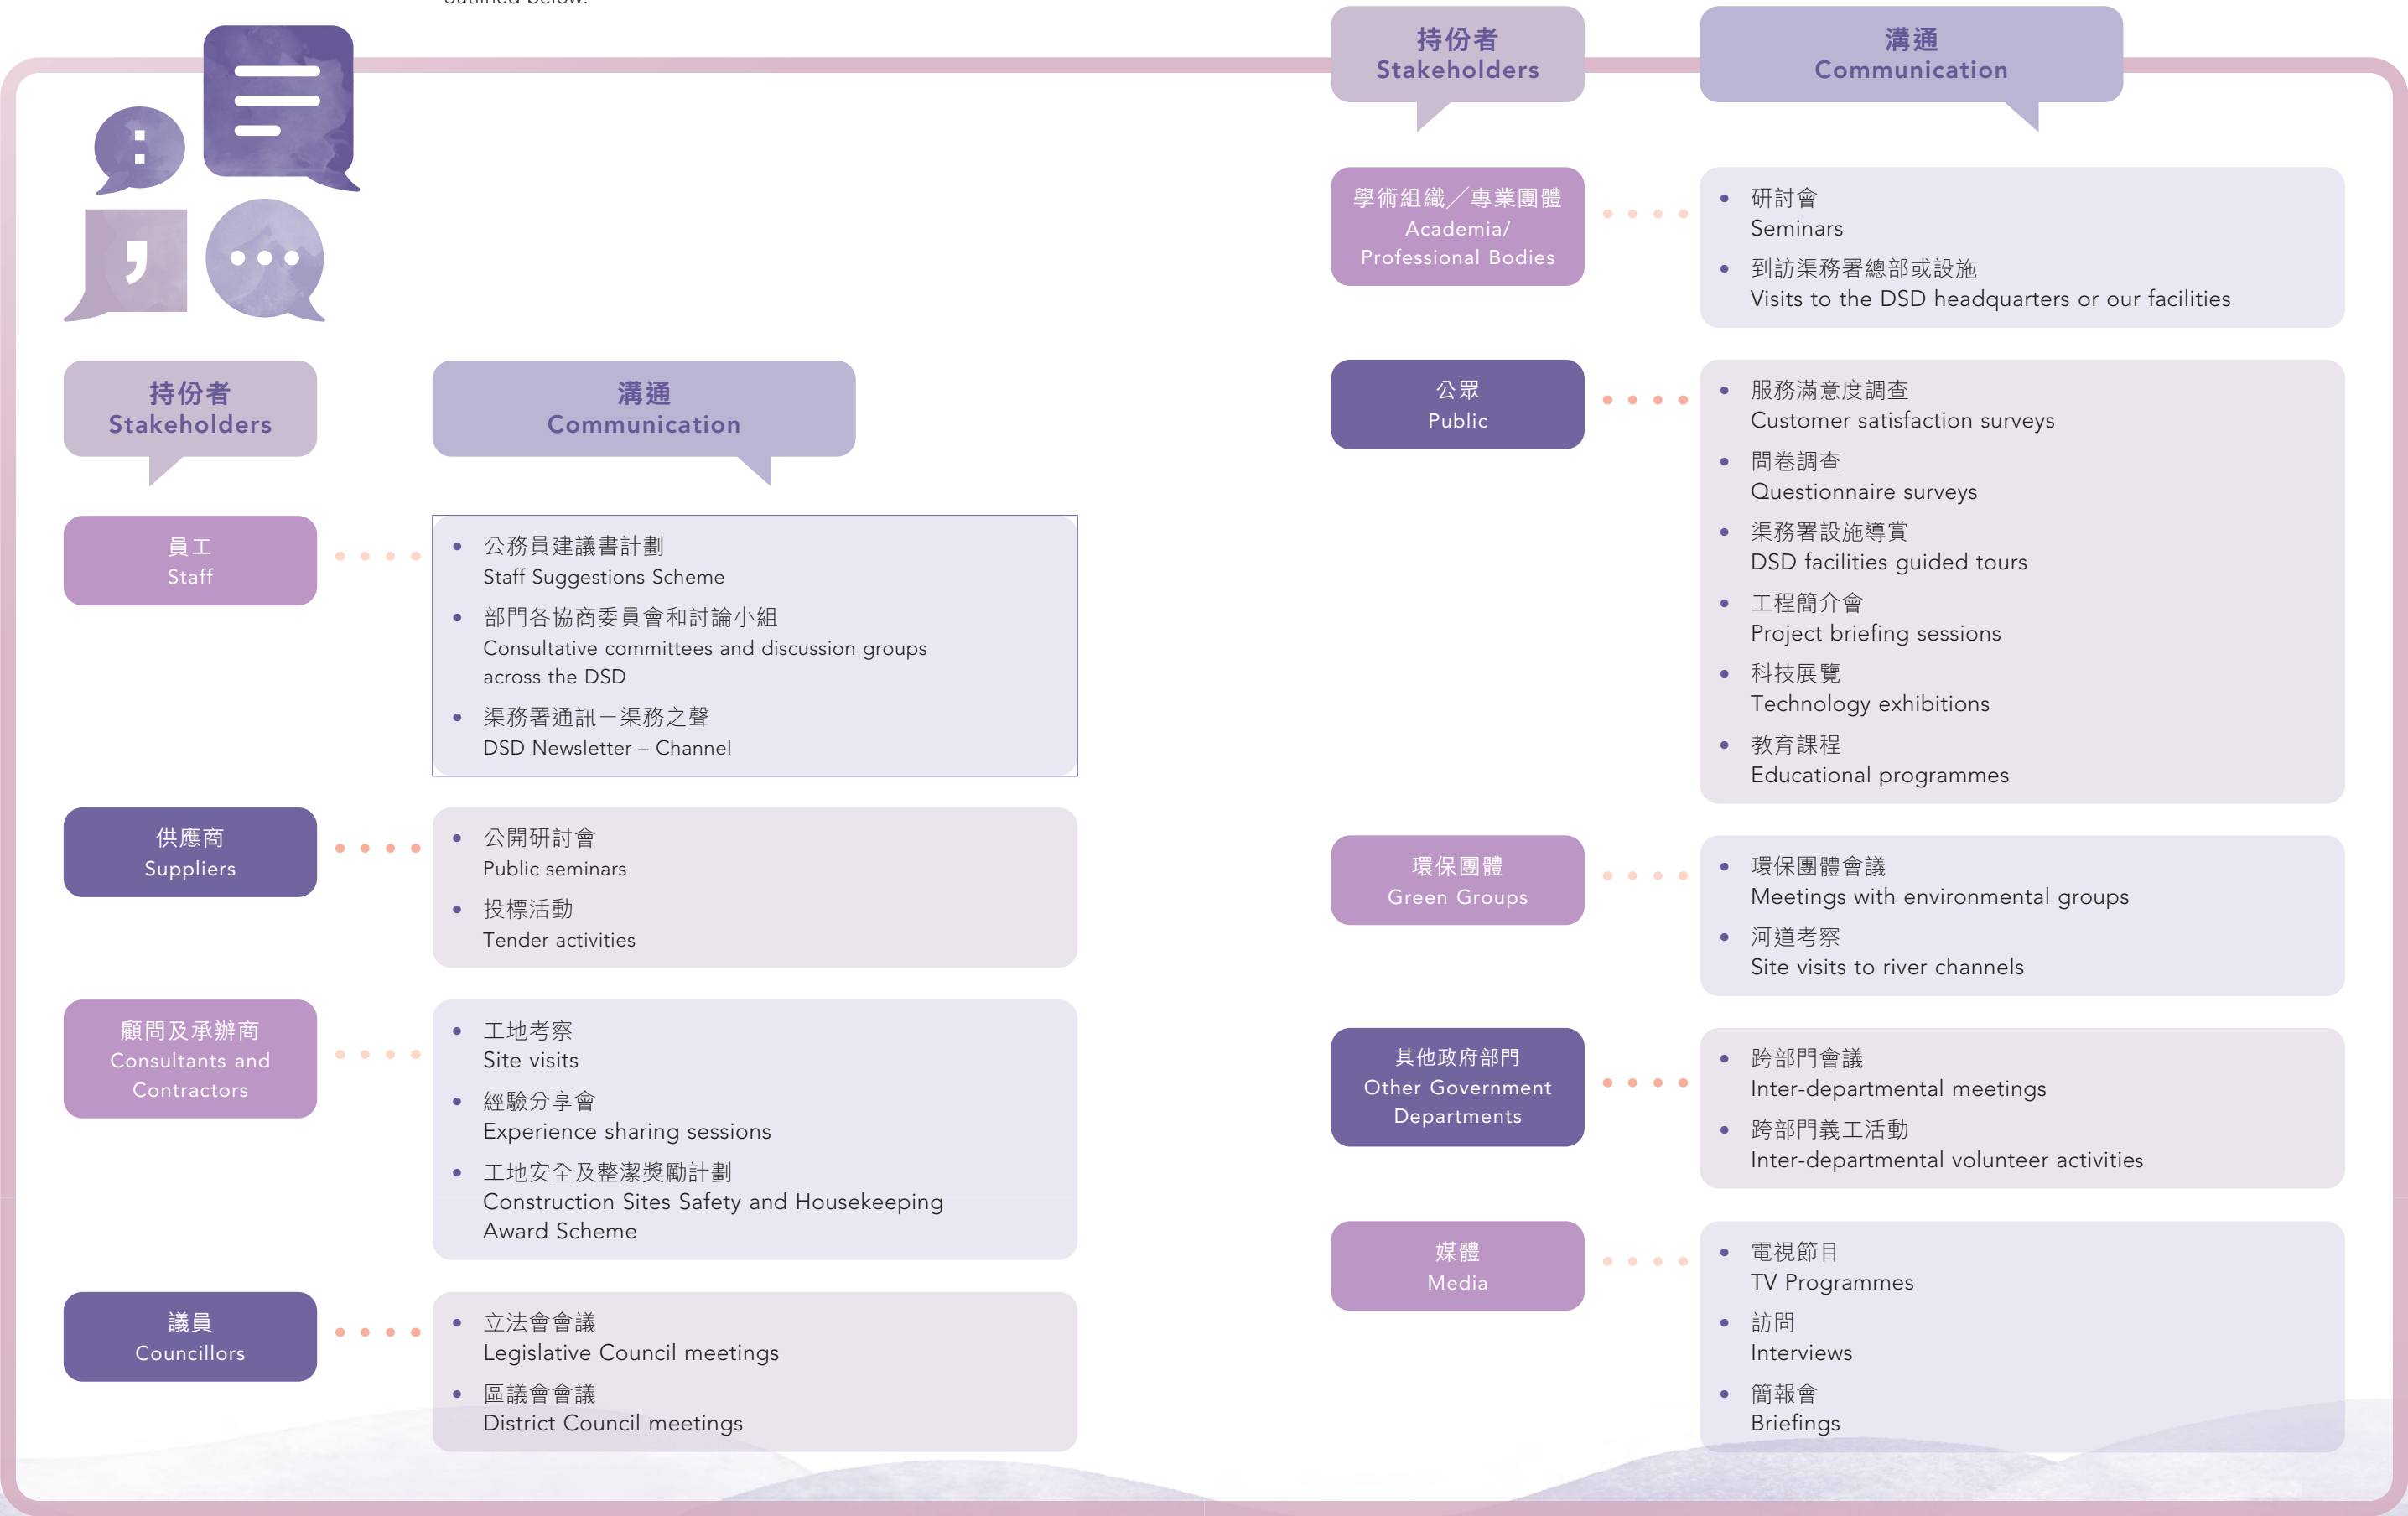 outlined below.
持份者
Stakeholders
溝通
Communication
員工
Staff
• 公務員建議書計劃
Staff Suggestions Scheme
• 部門各協商委員會和討論小組
Consultative committees and discussion groups
across the DSD
• 渠務署通訊－渠務之聲
DSD Newsletter – Channel
供應商
Suppliers
• 公開研討會
Public seminars
• 投標活動
Tender activities
顧問及承辦商
Consultants and
Contractors
• 工地考察
Site visits
• 經驗分享會
Experience sharing sessions
• 工地安全及整潔獎勵計劃
Construction Sites Safety and Housekeeping
Award Scheme
議員
Councillors
• 立法會會議
Legislative Council meetings
• 區議會會議
District Council meetings
持份者
Stakeholders
溝通
Communication
學術組織／專業團體
Academia/
Professional Bodies
• 研討會
Seminars
• 到訪渠務署總部或設施
Visits to the DSD headquarters or our facilities
公眾
Public
• 服務滿意度調查
Customer satisfaction surveys
• 問卷調查
Questionnaire surveys
• 渠務署設施導賞
DSD facilities guided tours
• 工程簡介會
Project briefing sessions
• 科技展覽
Technology exhibitions
• 教育課程
Educational programmes
環保團體
Green Groups
• 環保團體會議
Meetings with environmental groups
• 河道考察
Site visits to river channels
其他政府部門
Other Government
Departments
• 跨部門會議
Inter-departmental meetings
• 跨部門義工活動
Inter-departmental volunteer activities
媒體
Media
• 電視節目
TV Programmes
• 訪問
Interviews
• 簡報會
Briefings